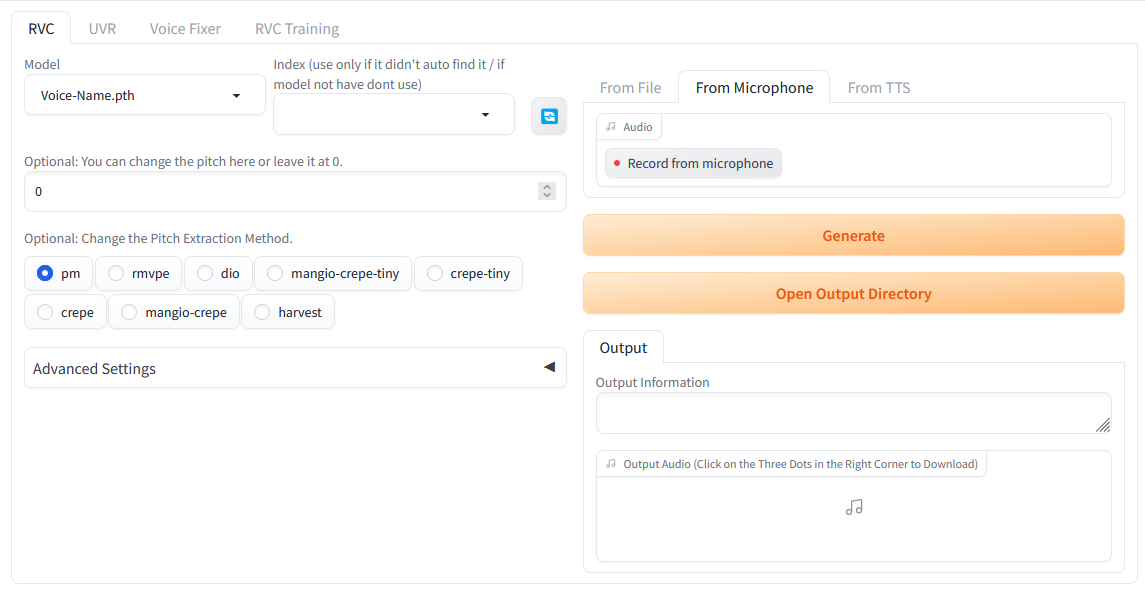 RVC
UVR
Voice Fixer
RVC Training
Model
Voice-Name.pth
Index (use only if it didn't auto find it / if
model not have dont use)
Optional: You can change the pitch here or leave it at 0.
0
Optional: Change the Pitch Extraction Method.
pm
rmvpe
dio
mangio-crepe-tiny
crepe-tiny
crepe
mangio-crepe
harvest
Advanced Settings
From File
From Microphone
From TTS
Audio
Record from microphone
Generate
Open Output Directory
Output
Output Information
Output Audio (Click on the Three Dots in the Right Corner to Download)